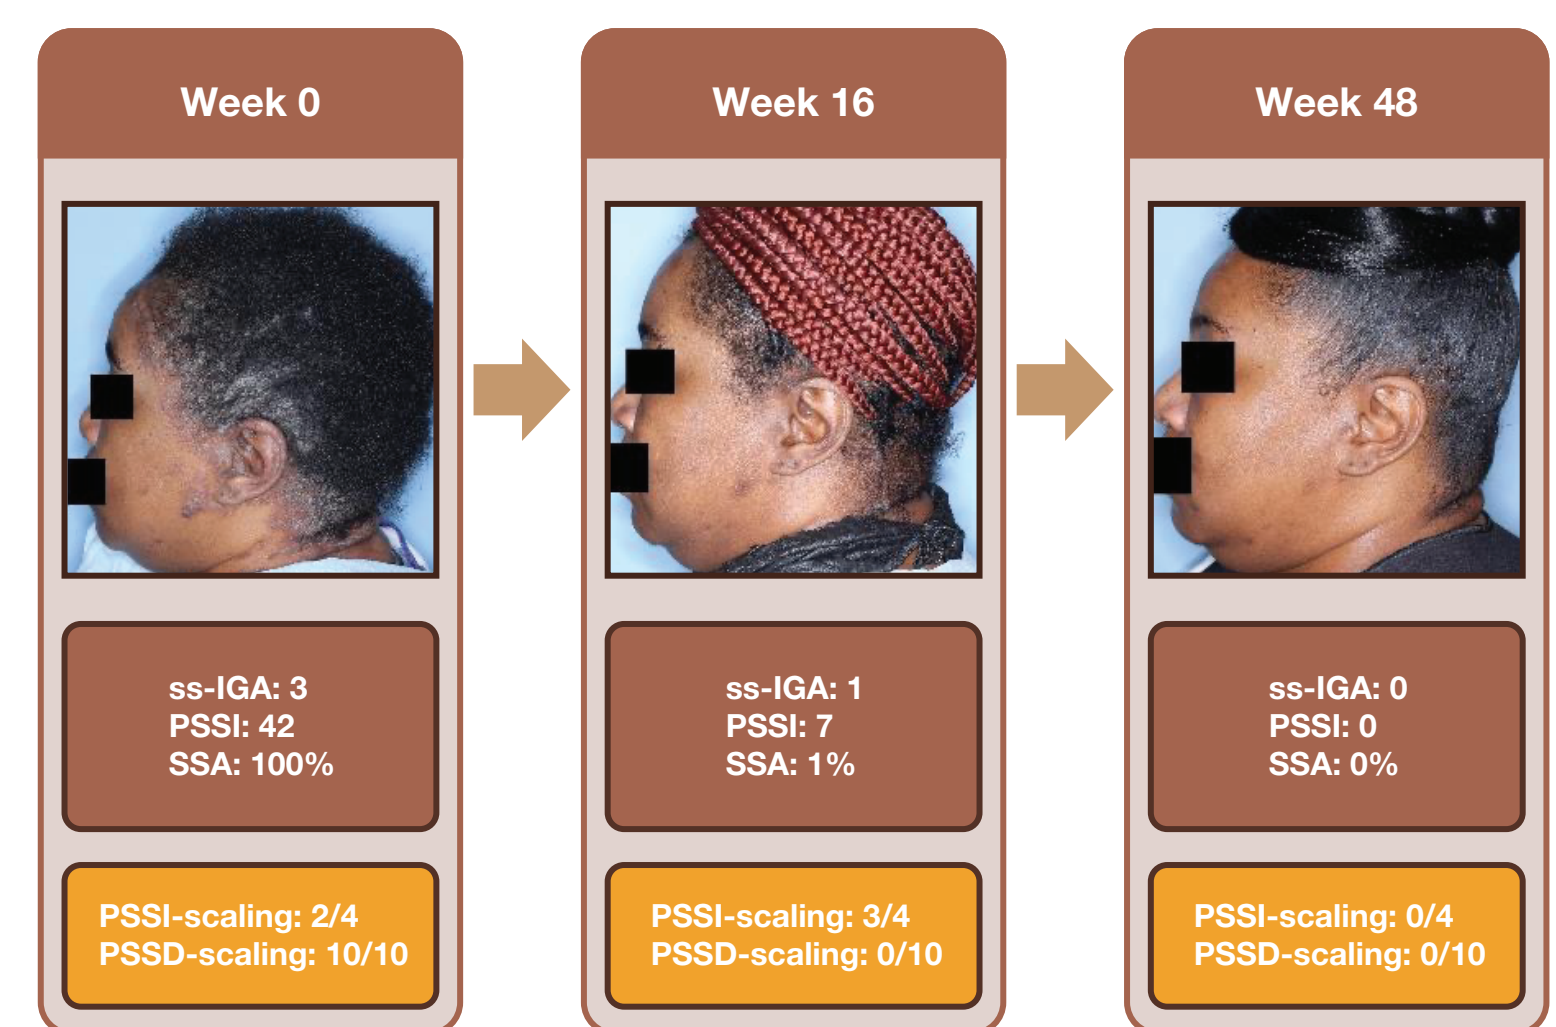 Week 0
ss-IGA: 3
PSSI: 42
SSA: 100%
PSSI-scaling: 2/4
PSSD-scaling: 10/10
Week 16
ss-IGA: 1
PSSI: 7
SSA: 1%
PSSI-scaling: 3/4
PSSD-scaling: 0/10
Week 48
ss-IGA: 0
PSSI: 0
SSA: 0%
PSSI-scaling: 0/4
PSSD-scaling: 0/10